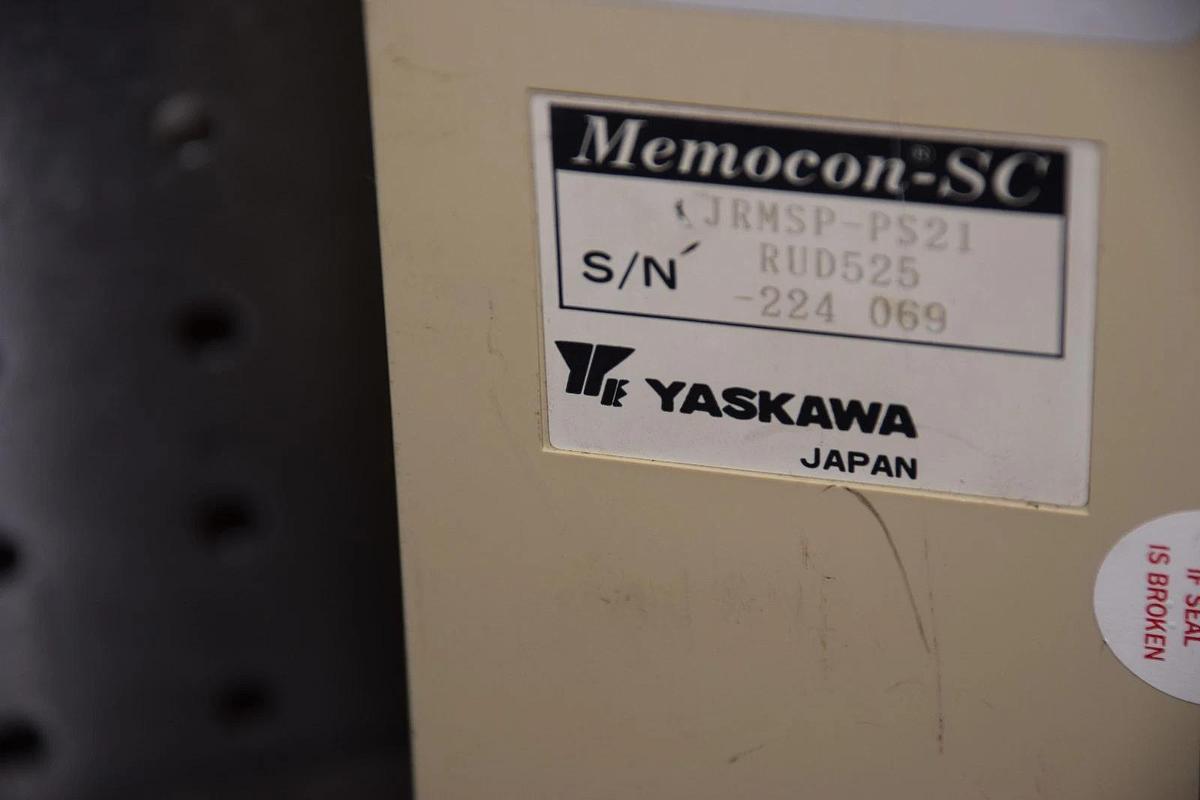 Memocon®-SC
JRMSP-PS21
S/N RUD525
-224 069
YASKAWA
JAPAN
IF SEAL
IS BROKEN